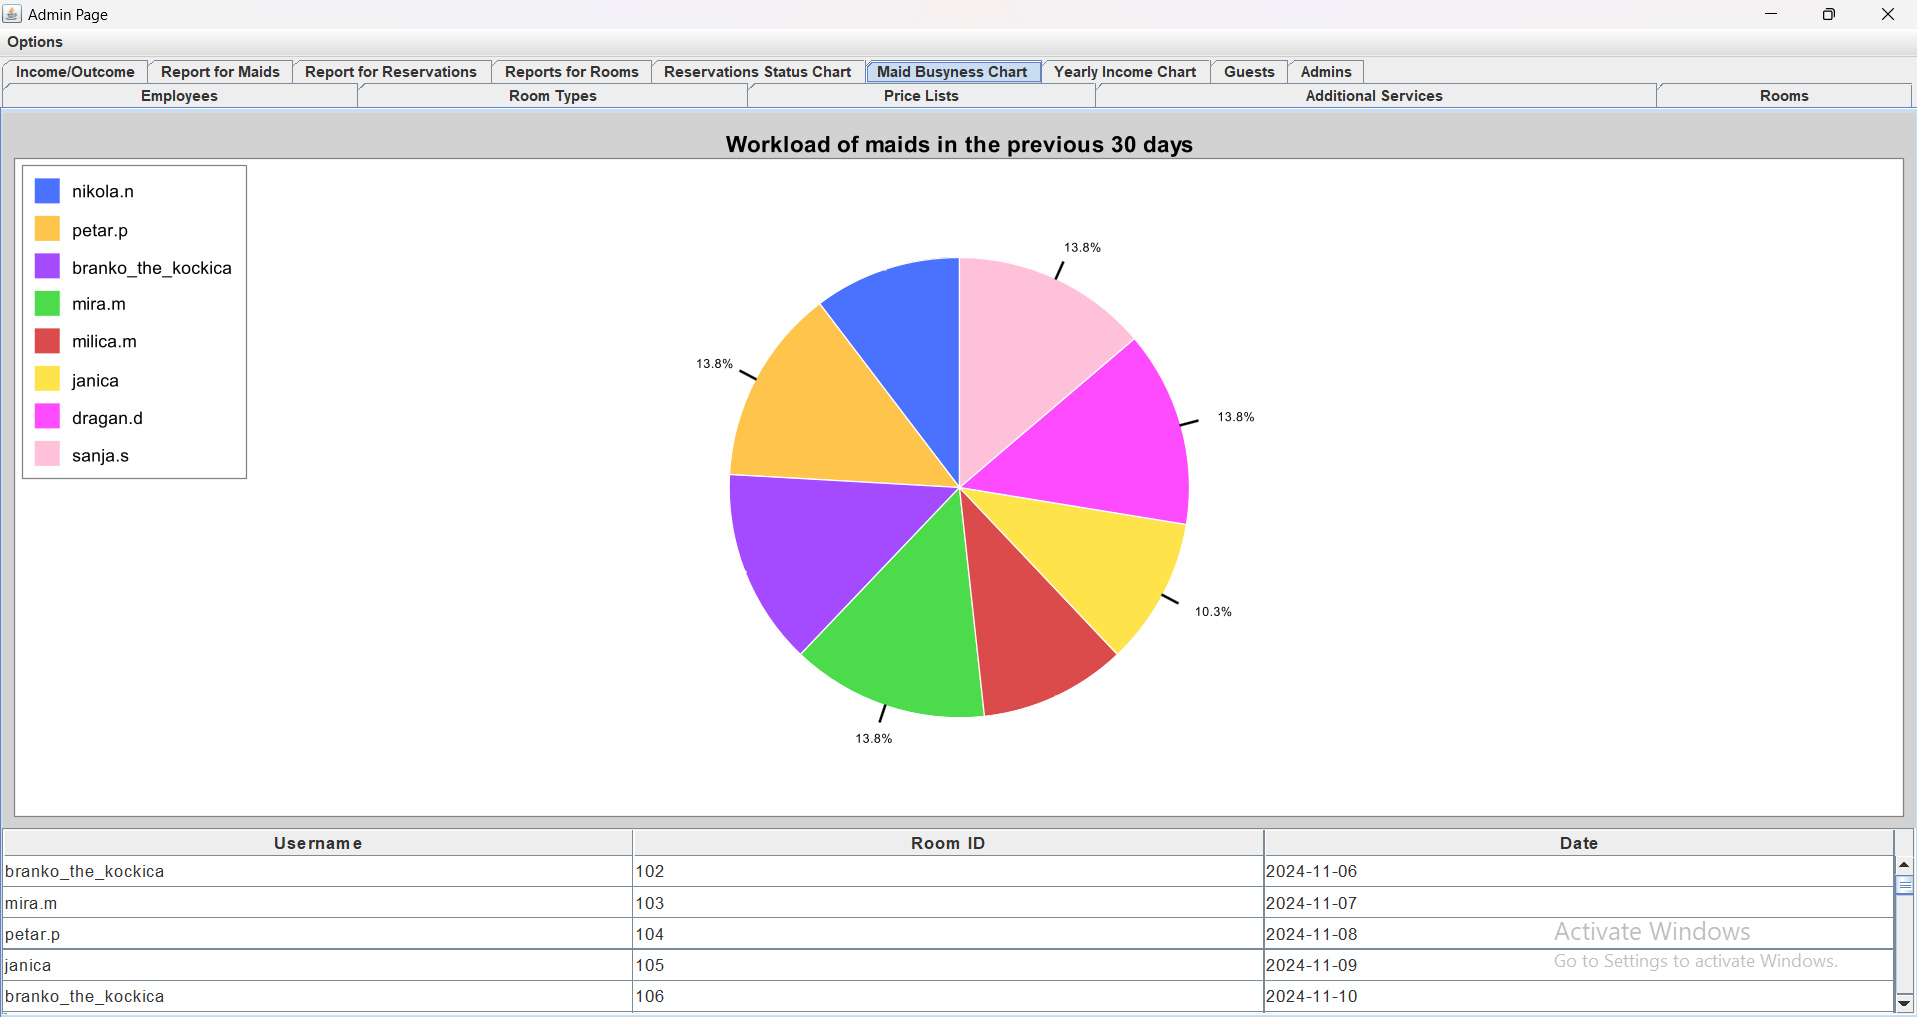 Admin Page
Options
Income/Outcome Report for Maids Report for Reservations Reports for Rooms Reservations Status Chart Maid Busyness Chart Yearly Income Chart Guests Admins
Employees Room Types Price Lists Additional Services Rooms
Workload of maids in the previous 30 days
nikola.n
petar.p
branko_the_kockica
mira.m
milica.m
janica
dragan.d
sanja.s
13.8%
13.8%
13.8%
10.3%
13.8%
Username Room ID Date
branko_the_kockica 102 2024-11-06
mira.m 103 2024-11-07
petar.p 104 2024-11-08
janica 105 2024-11-09
branko_the_kockica 106 2024-11-10
Activate Windows
Go to Settings to activate Windows.